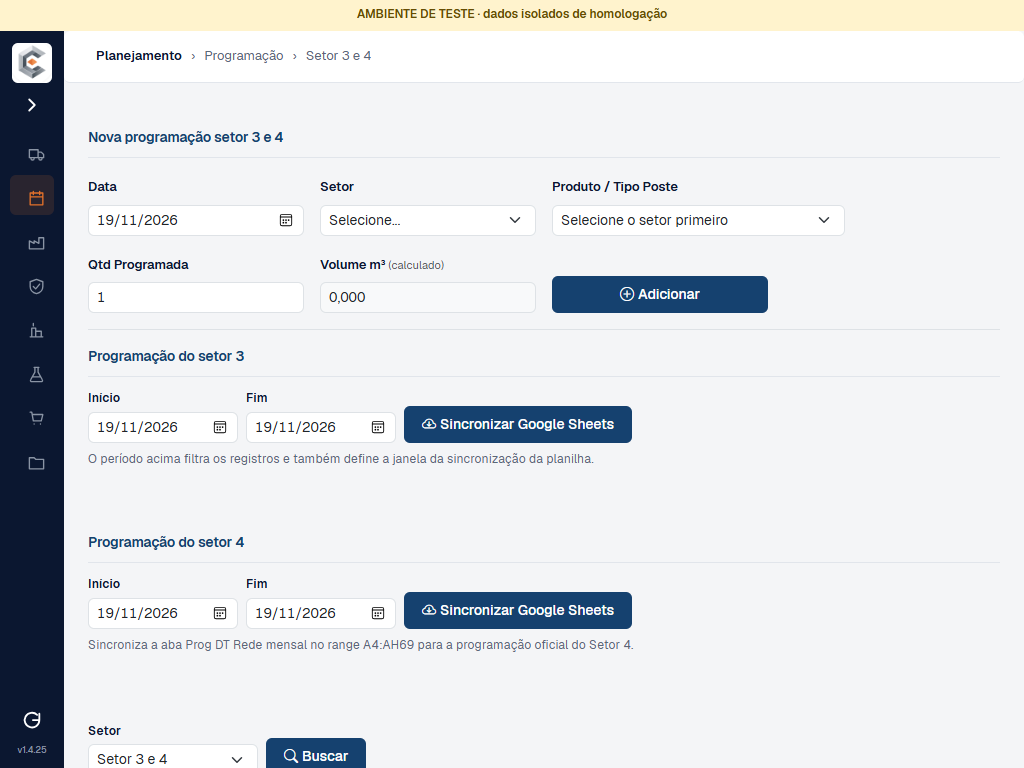 AMBIENTE DE TESTE · dados isolados de homologação
Planejamento › Programação › Setor 3 e 4
Nova programação setor 3 e 4
Data Setor Produto / Tipo Poste
19/11/2026 Selecione... Selecione o setor primeiro
Qtd Programada Volume m³ (calculado)
1 0,000 Adicionar
Programação do setor 3
Início Fim
19/11/2026 19/11/2026 Sincronizar Google Sheets
O período acima filtra os registros e também define a janela da sincronização da planilha.
Programação do setor 4
Início Fim
19/11/2026 19/11/2026 Sincronizar Google Sheets
Sincroniza a aba Prog DT Rede mensal no range A4:AH69 para a programação oficial do Setor 4.
Setor
Setor 3 e 4 Buscar
v1.4.25